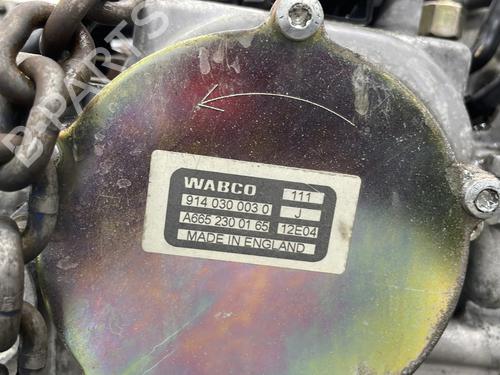 WABCO 111
914 030 003 0 J
A665 230 01 65 12E04
MADE IN ENGLAND
B-PARTS